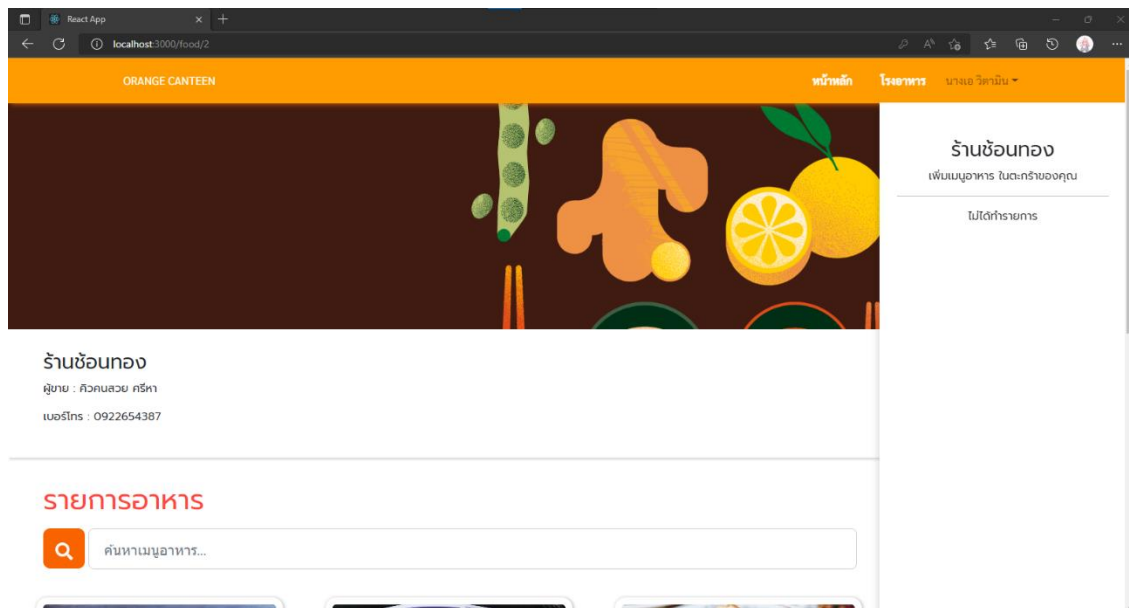 React App
localhost:3000/food/2
ORANGE CANTEEN
หน้าหลัก
โรงอาหาร
นางเอ วิตามิน
ร้านช้อนทอง
เพิ่มเมนูอาหาร ในตะกร้าของคุณ
ไม่ได้ทำรายการ
ร้านช้อนทอง
ผู้ขาย : คิวคนสวย ศรีหา
เบอร์โทร : 0922654387
รายการอาหาร
ค้นหาเมนูอาหาร...